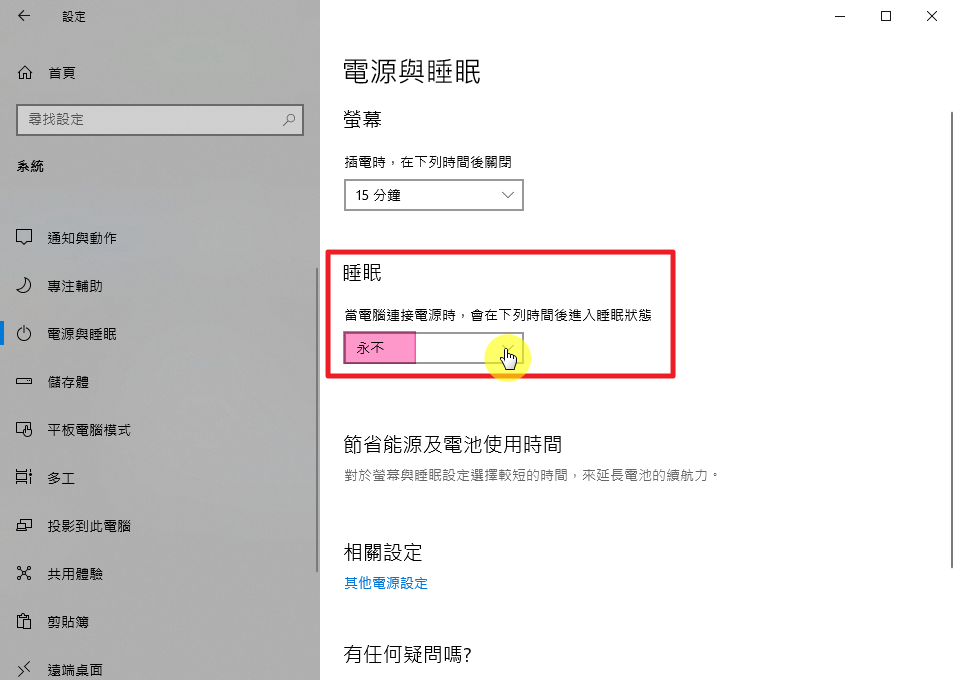 設定
首頁
尋找設定
系統
通知與動作
專注輔助
電源與睡眠
儲存體
平板電腦模式
多工
投影到此電腦
共用體驗
剪貼簿
遠端桌面
電源與睡眠
螢幕
插電時，在下列時間後關閉
15 分鐘
睡眠
當電腦連接電源時，會在下列時間後進入睡眠狀態
永不
節省能源及電池使用時間
對於螢幕與睡眠設定選擇較短的時間，來延長電池的續航力。
相關設定
其他電源設定
有任何疑問嗎?